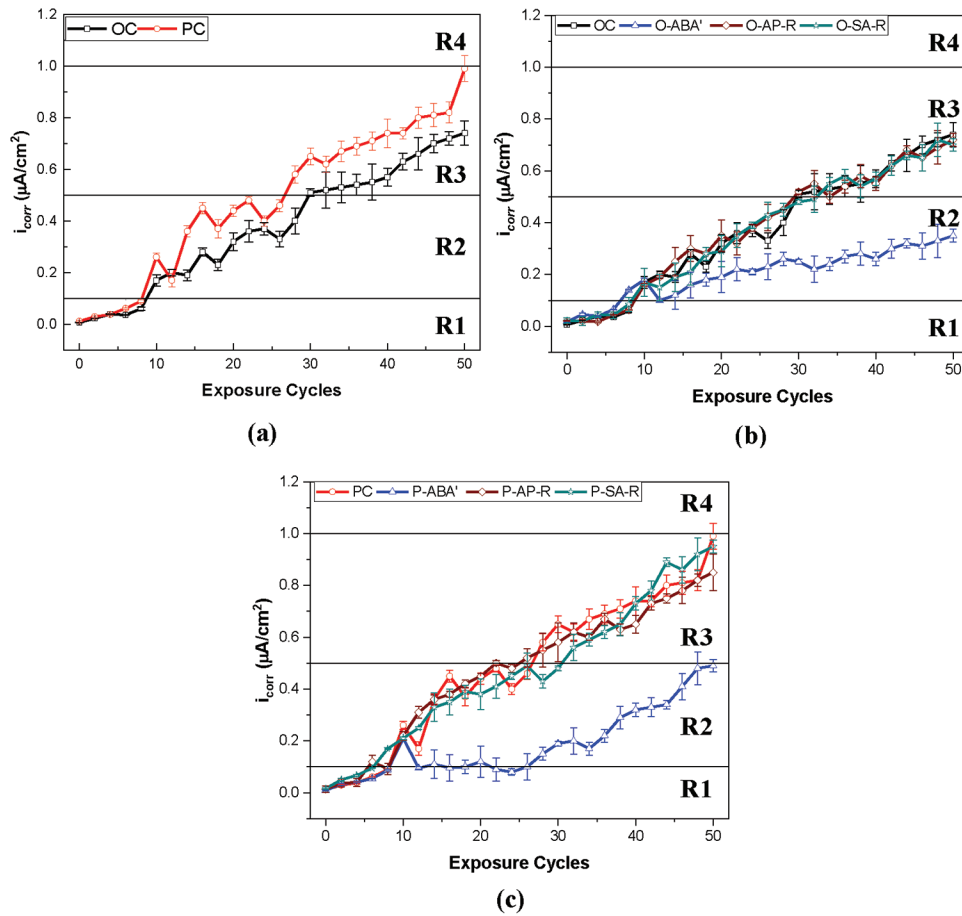 OC PC
R4
R3
R2
R1
1.2
1.0
0.8
0.6
0.4
0.2
0.0
i_corr (μA/cm²)
0 10 20 30 40 50
Exposure Cycles
(a)
OC O-ABA' O-AP-R O-SA-R
R4
R3
R2
R1
1.2
1.0
0.8
0.6
0.4
0.2
0.0
i_corr (μA/cm²)
0 10 20 30 40 50
Exposure Cycles
(b)
PC P-ABA' P-AP-R P-SA-R
R4
R3
R2
R1
1.2
1.0
0.8
0.6
0.4
0.2
0.0
i_corr (μA/cm²)
0 10 20 30 40 50
Exposure Cycles
(c)